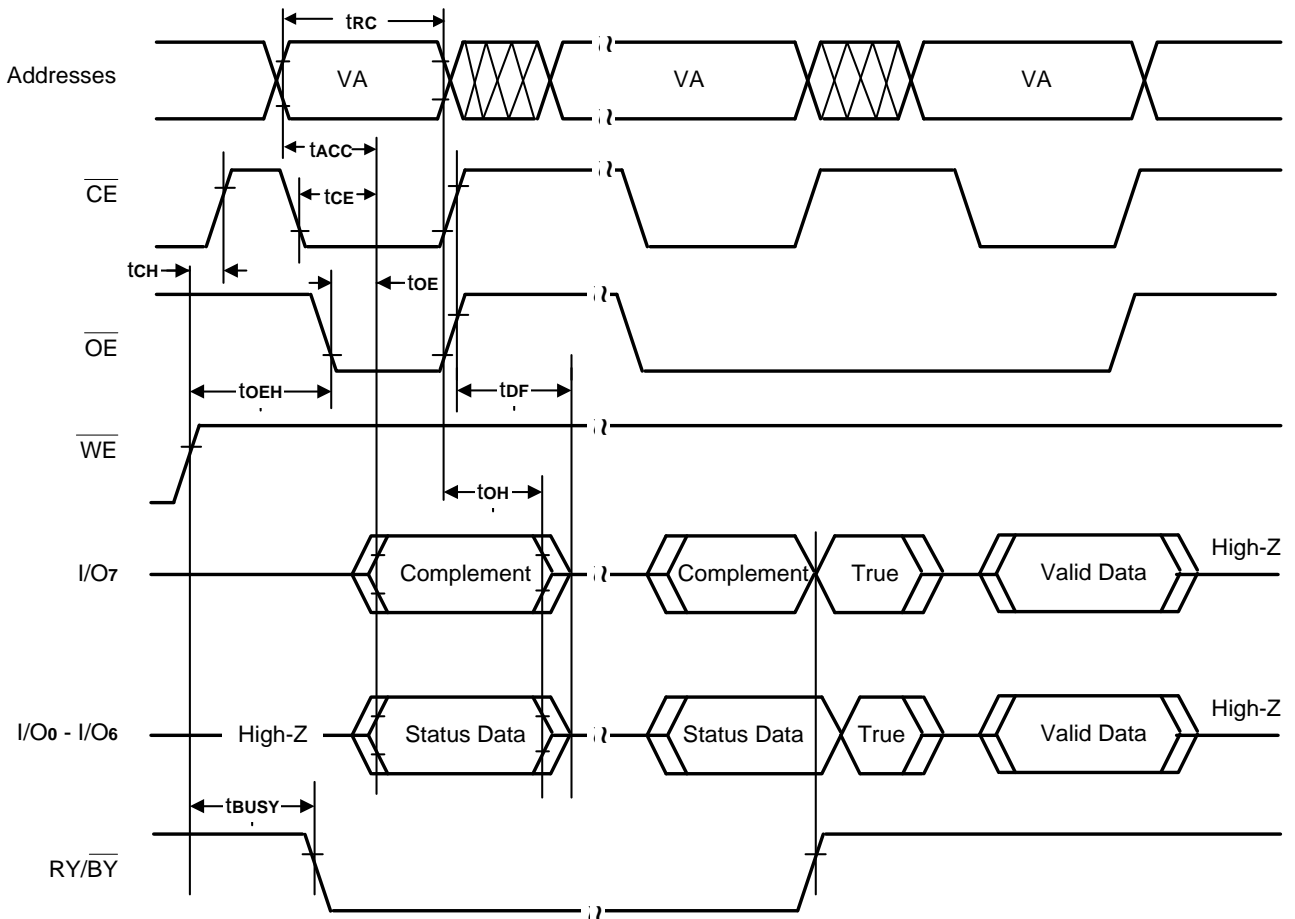 tRC
Addresses VA VA VA
tACC
CE tCE
tCH tOE
OE
tOEH tDF
WE
tOH
I/O7 Complement Complement True Valid Data High-Z
I/O0 - I/O6 High-Z Status Data Status Data True Valid Data High-Z
tBUSY
RY/BY